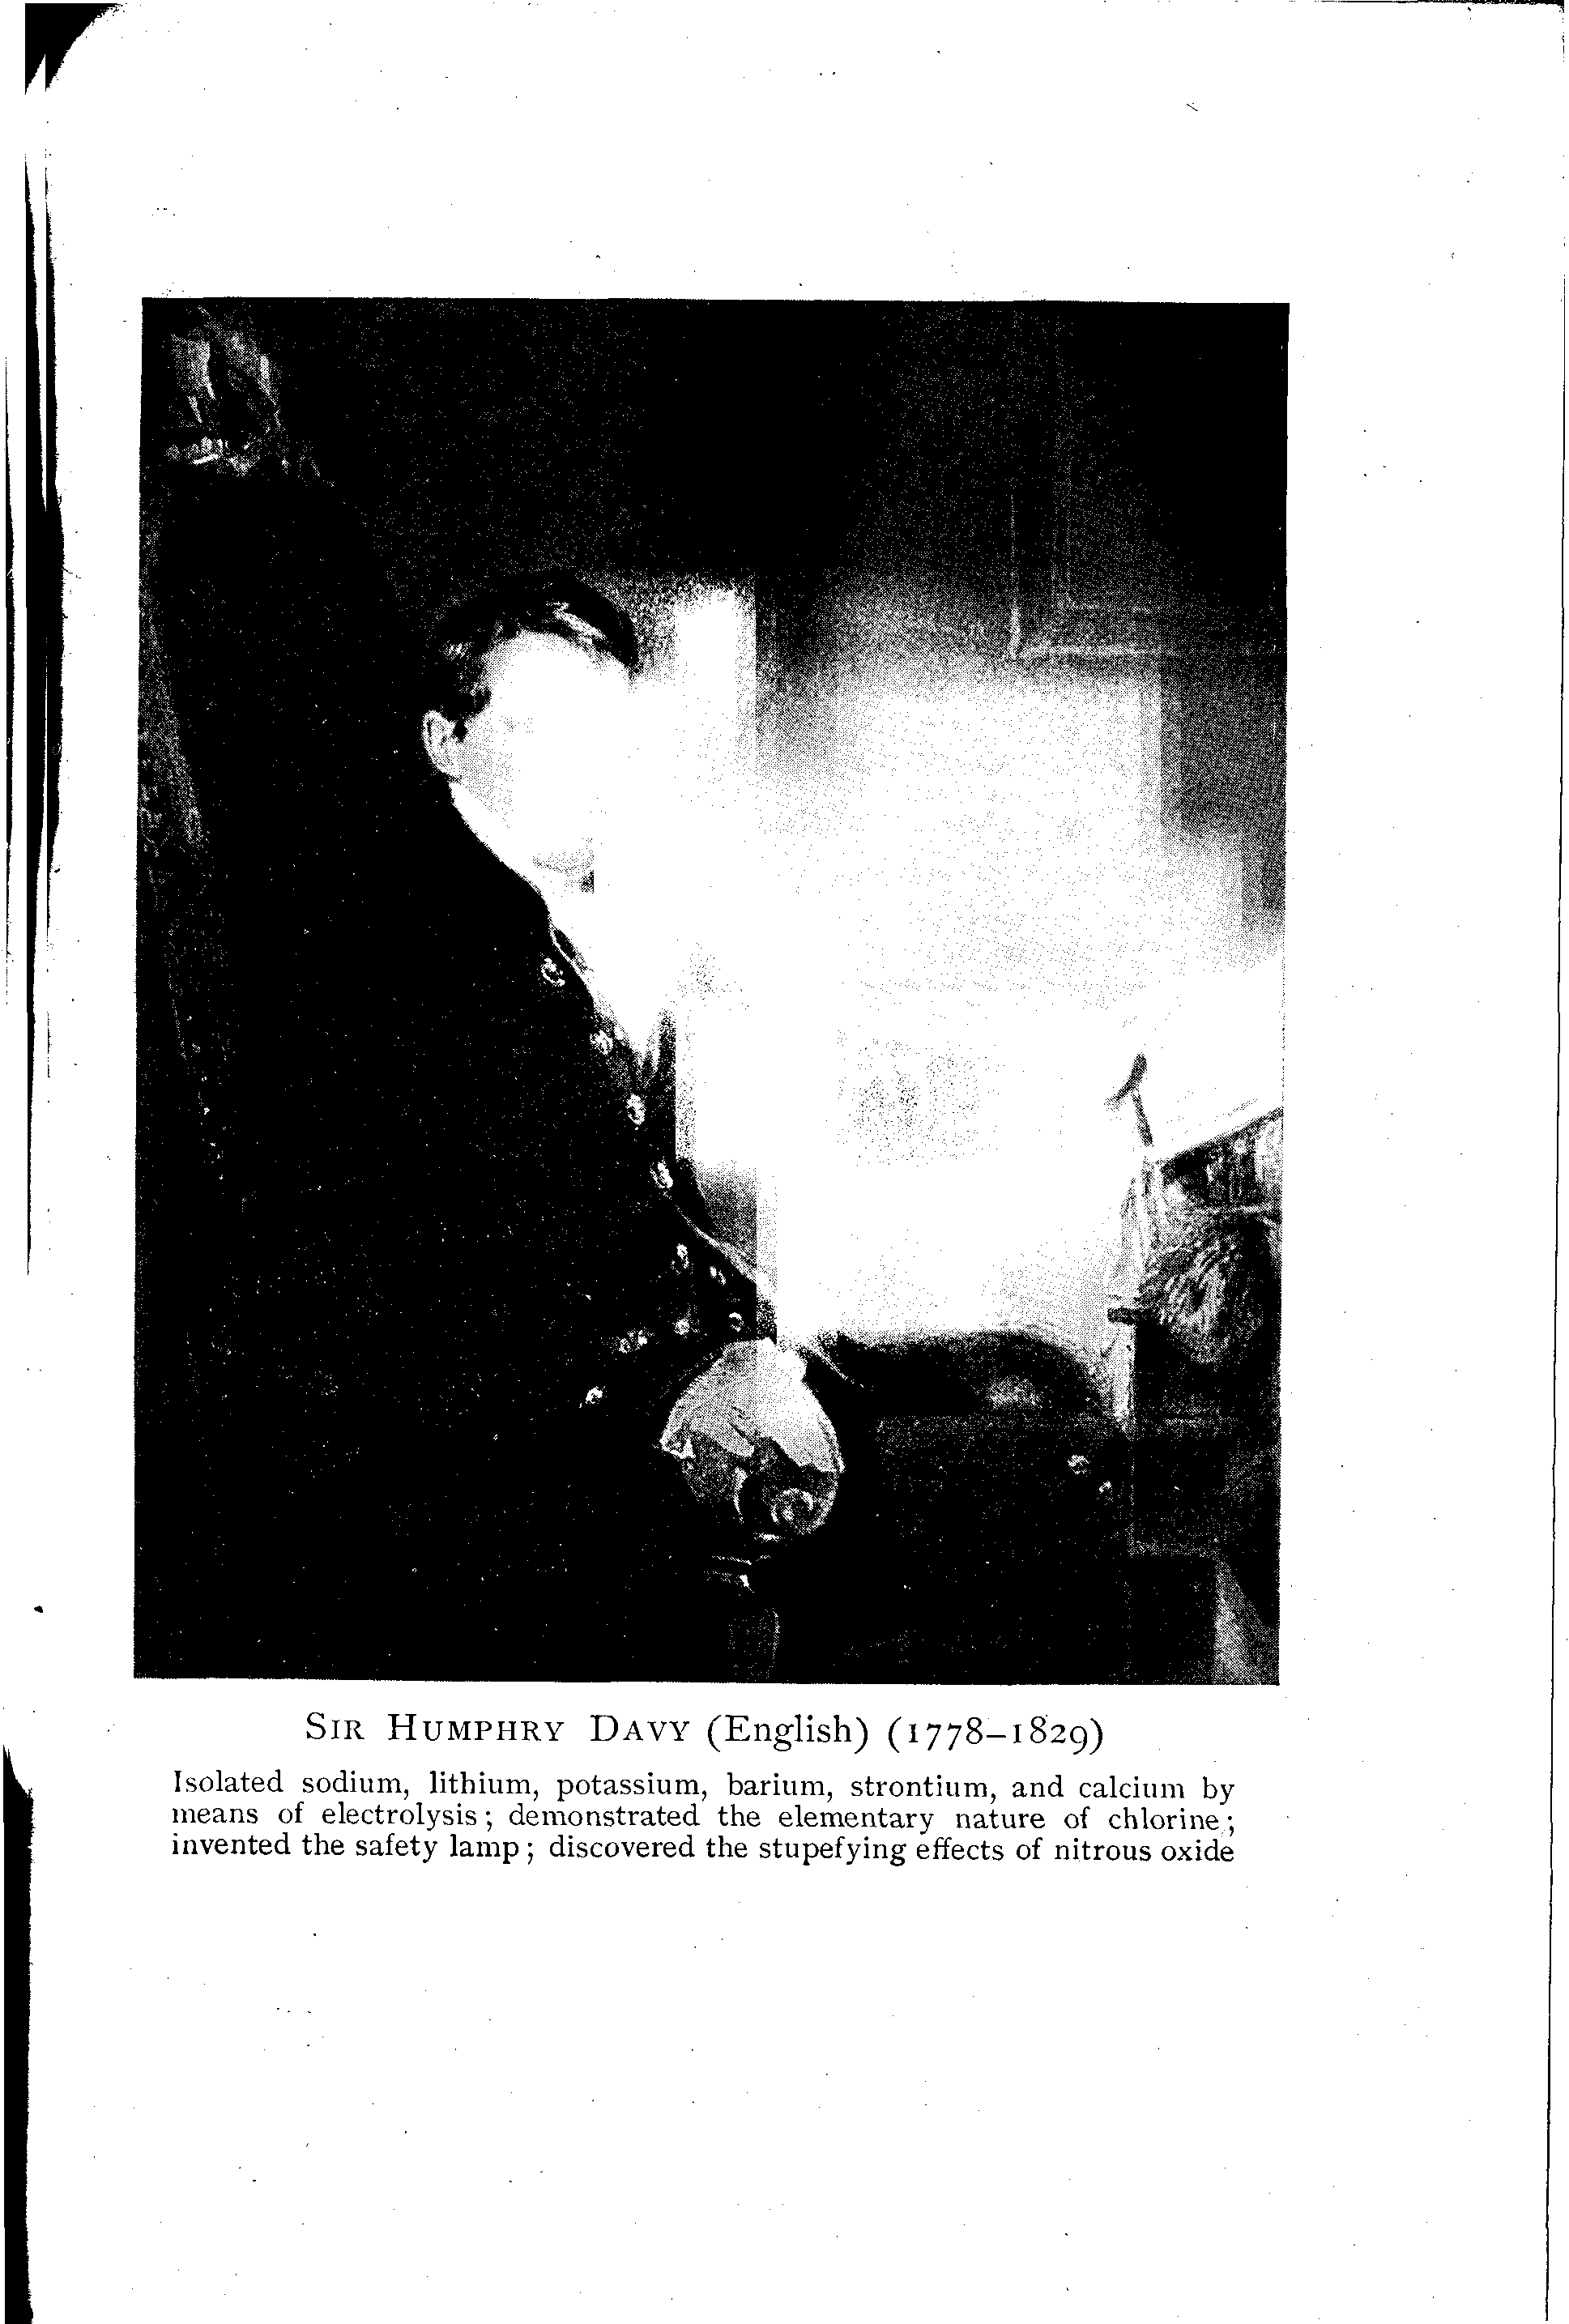 SIR HUMPHRY DAVY (English) (1778–1829)
Isolated sodium, lithium, potassium, barium, strontium, and calcium by
means of electrolysis; demonstrated the elementary nature of chlorine;
invented the safety lamp; discovered the stupefying effects of nitrous oxide